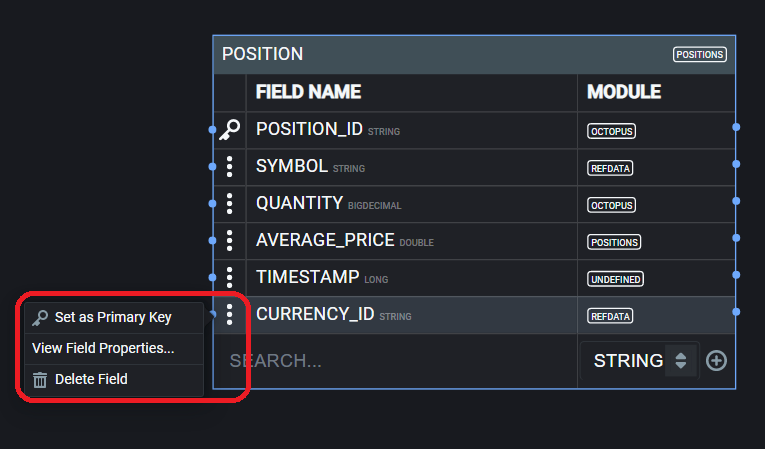 POSITION POSITIONS
FIELD NAME MODULE
POSITION_ID STRING OCTOPUS
SYMBOL STRING REFDATA
QUANTITY BIGDECIMAL OCTOPUS
AVERAGE_PRICE DOUBLE POSITIONS
TIMESTAMP LONG UNDEFINED
CURRENCY_ID STRING REFDATA
SEARCH... STRING
Set as Primary Key
View Field Properties...
Delete Field